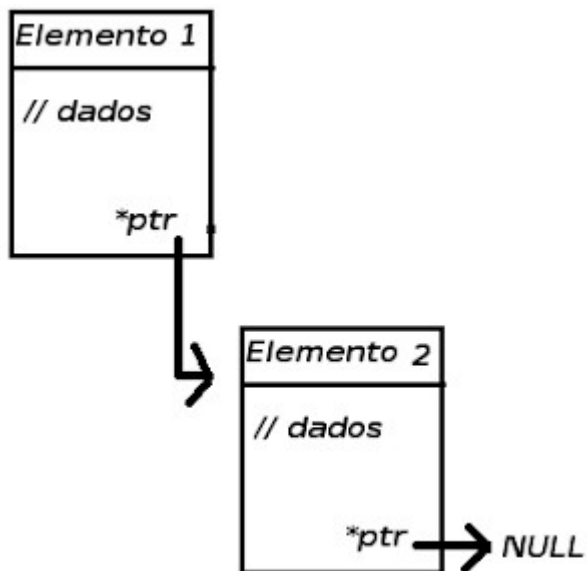 Elemento 1
// dados
*ptr
Elemento 2
// dados
*ptr
NULL